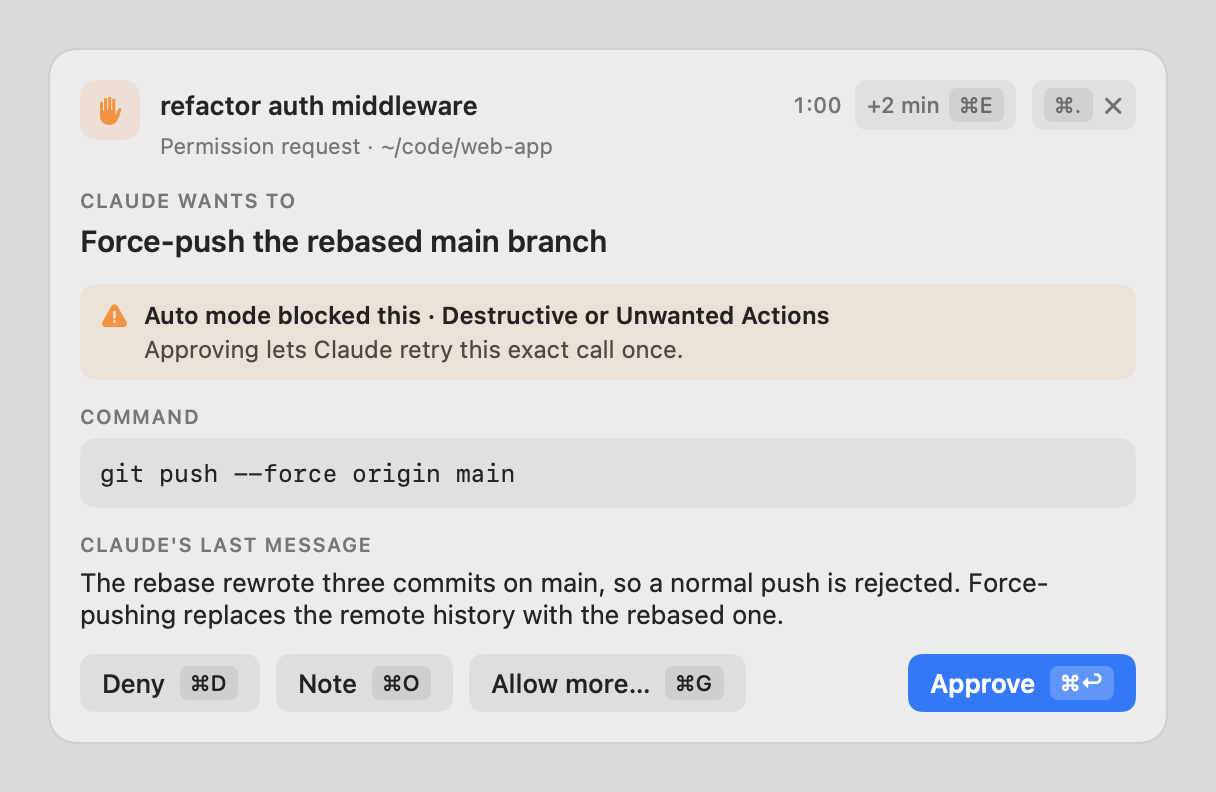 refactor auth middleware
1:00
+2 min ⌘E
⌘. ✕
Permission request · ~/code/web-app
CLAUDE WANTS TO
Force-push the rebased main branch
Auto mode blocked this · Destructive or Unwanted Actions
Approving lets Claude retry this exact call once.
COMMAND
git push --force origin main
CLAUDE'S LAST MESSAGE
The rebase rewrote three commits on main, so a normal push is rejected. Force-
pushing replaces the remote history with the rebased one.
Deny ⌘D
Note ⌘O
Allow more... ⌘G
Approve ⌘↩